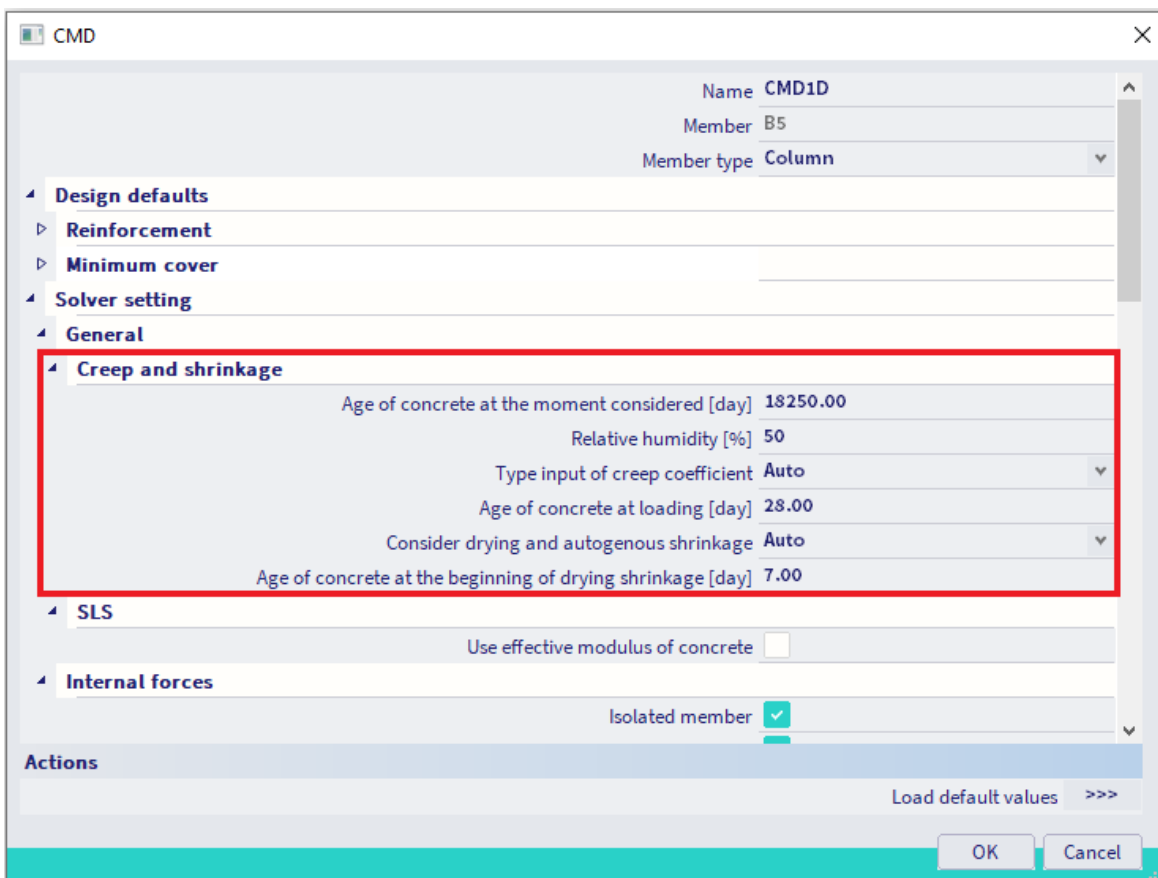 CMD
Name CMD1D
Member B5
Member type Column
Design defaults
Reinforcement
Minimum cover
Solver setting
General
Creep and shrinkage
Age of concrete at the moment considered [day] 18250.00
Relative humidity [%] 50
Type input of creep coefficient Auto
Age of concrete at loading [day] 28.00
Consider drying and autogenous shrinkage Auto
Age of concrete at the beginning of drying shrinkage [day] 7.00
SLS
Use effective modulus of concrete
Internal forces
Isolated member
Actions
Load default values >>>
OK Cancel